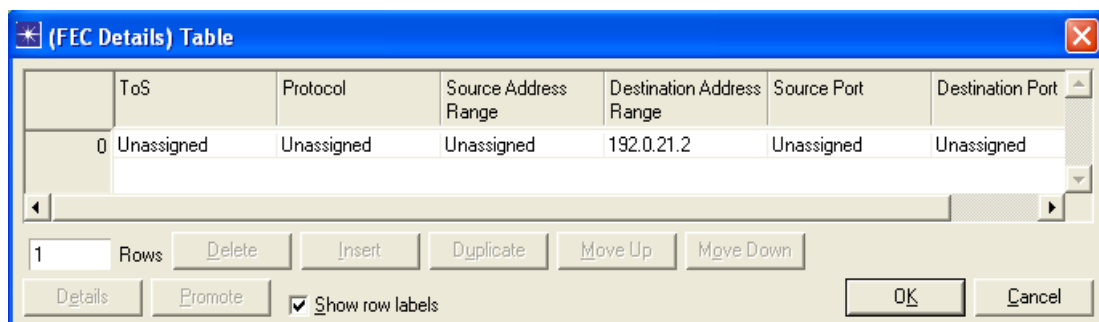 (FEC Details) Table
ToS Protocol Source Address Range Destination Address Range Source Port Destination Port
0 Unassigned Unassigned Unassigned 192.0.21.2 Unassigned Unassigned
1 Rows Delete Insert Duplicate Move Up Move Down
Details Promote Show row labels OK Cancel